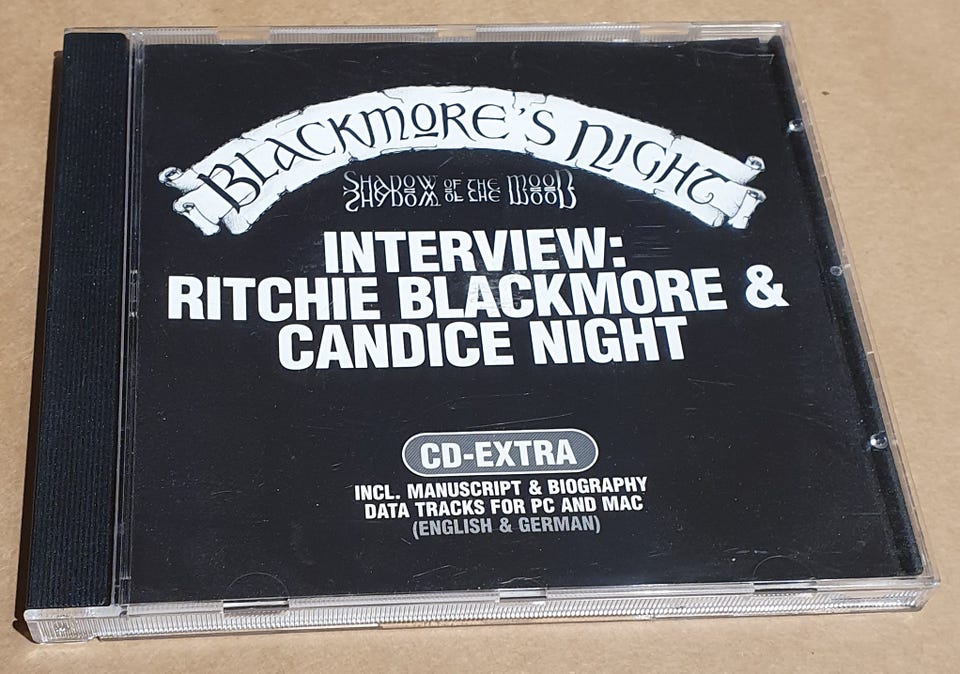 BLACKMORE'S NIGHT
SHADOW OF THE MOON
INTERVIEW:
RITCHIE BLACKMORE &
CANDICE NIGHT
CD-EXTRA
INCL. MANUSCRIPT & BIOGRAPHY
DATA TRACKS FOR PC AND MAC
(ENGLISH & GERMAN)